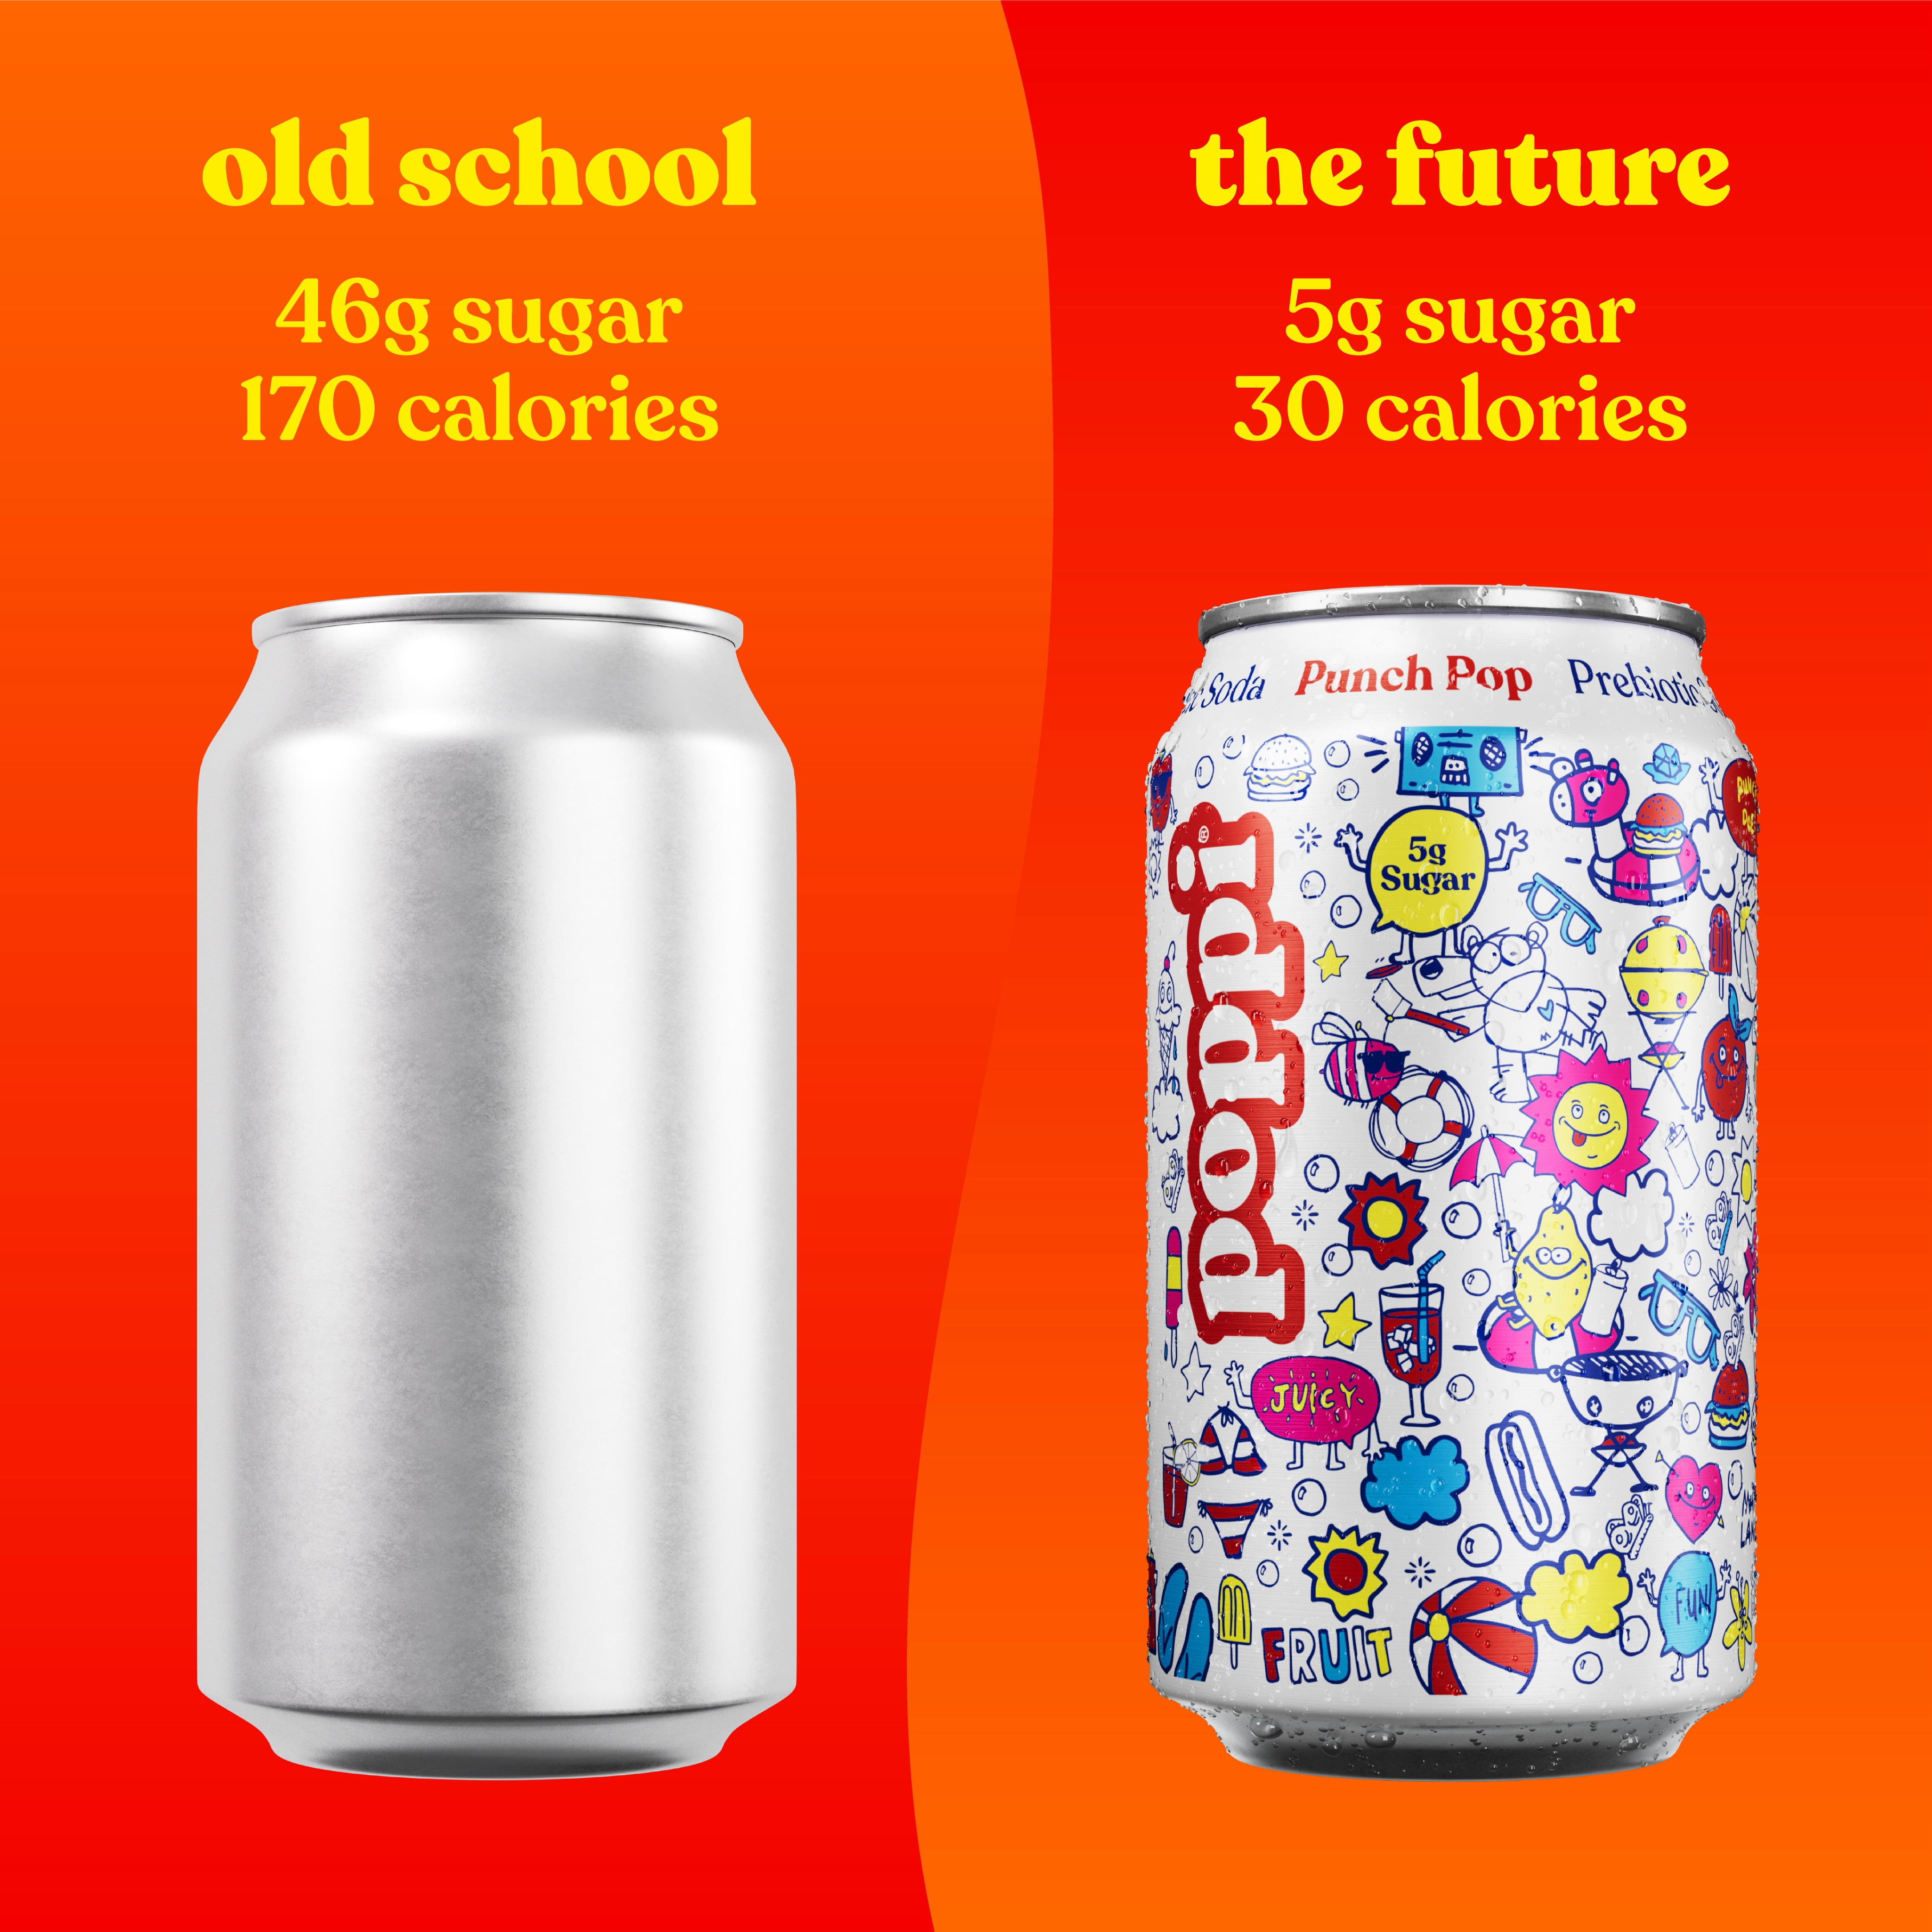 old school
46g sugar
170 calories
the future
5g sugar
30 calories
Soda
Punch Pop
Prebiotic
poppi
5g
Sugar
JUICY
FRUIT
FUN